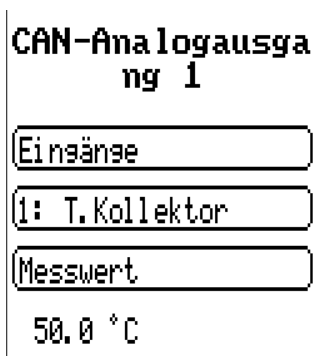 CAN-Analogausga
ng 1
Eingänge
1: T.Kollektor
Messwert
50.0 °C